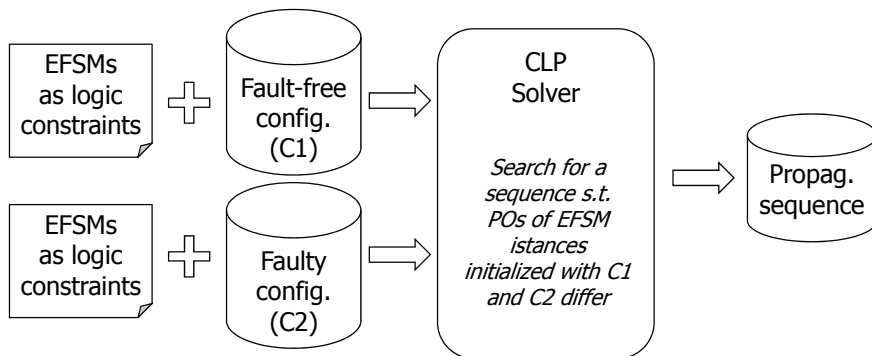 EFSMs
as logic
constraints
Fault-free
config.
(C1)
EFSMs
as logic
constraints
Faulty
config.
(C2)
CLP
Solver
Search for a
sequence s.t.
POs of EFSM
istances
initialized with C1
and C2 differ
Propag.
sequence